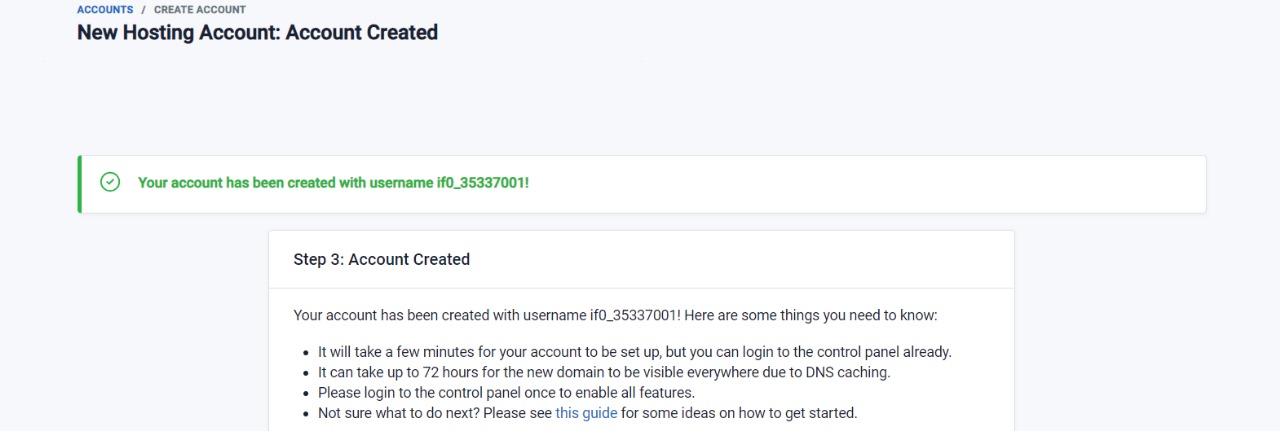 ACCOUNTS / CREATE ACCOUNT
New Hosting Account: Account Created
Your account has been created with username if0_35337001!
Step 3: Account Created
Your account has been created with username if0_35337001! Here are some things you need to know:
• It will take a few minutes for your account to be set up, but you can login to the control panel already.
• It can take up to 72 hours for the new domain to be visible everywhere due to DNS caching.
• Please login to the control panel once to enable all features.
• Not sure what to do next? Please see this guide for some ideas on how to get started.